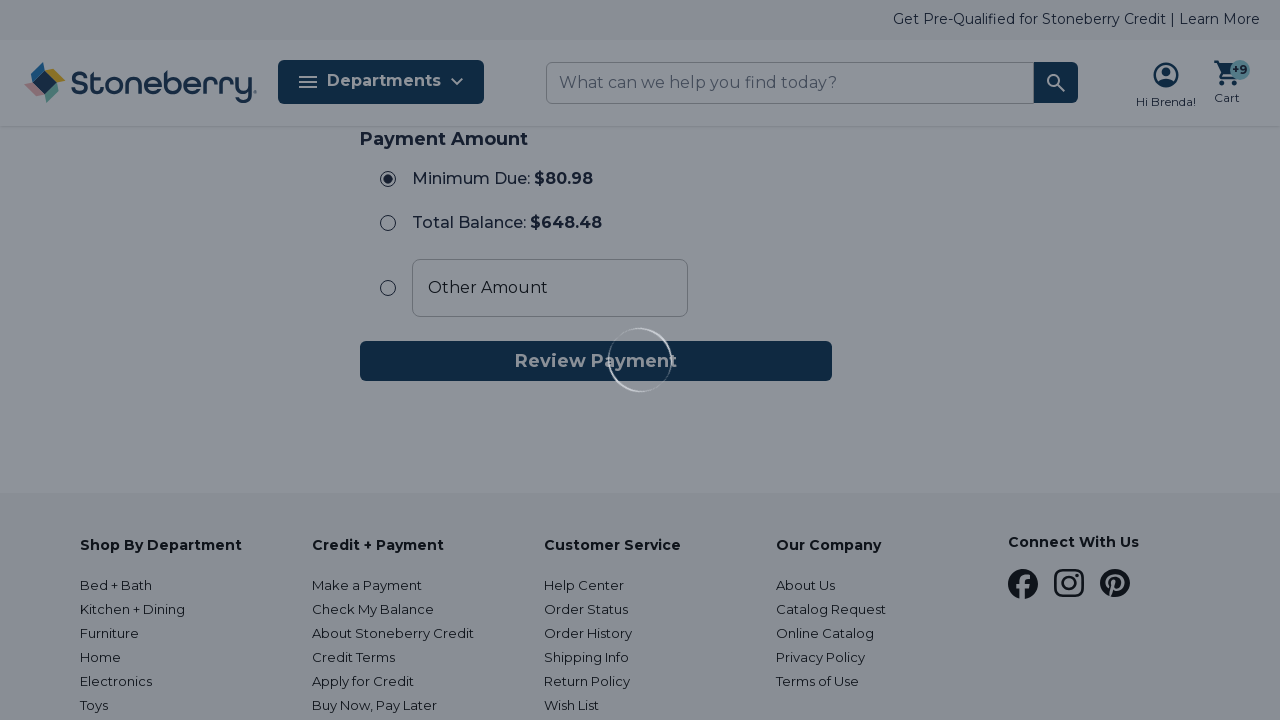 Get Pre-Qualified for Stoneberry Credit | Learn More
Stoneberry
Departments
What can we help you find today?
+9
Hi Brenda!
Cart
Payment Amount
Minimum Due: $80.98
Total Balance: $648.48
Other Amount
Review Payment
Shop By Department
Bed + Bath
Kitchen + Dining
Furniture
Home
Electronics
Toys
Credit + Payment
Make a Payment
Check My Balance
About Stoneberry Credit
Credit Terms
Apply for Credit
Buy Now, Pay Later
Customer Service
Help Center
Order Status
Order History
Shipping Info
Return Policy
Wish List
Our Company
About Us
Catalog Request
Online Catalog
Privacy Policy
Terms of Use
Connect With Us